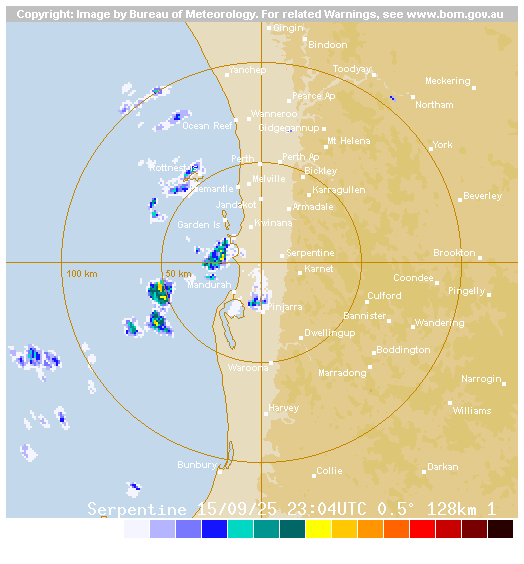 Copyright: Image by Bureau of Meteorology. For related Warnings, see www.bom.gov.au
Gingin
Bindoon
Yanchep
Toodyay
Meckering
Pearce Ap
Northam
Wanneroo
Ocean Reef
Gidgegannup
Mt Helena
York
Perth
Perth Ap
Rottnest
Bickley
Melville
Fremantle
Karragullen
Beverley
Jandakot
Armadale
Garden Is
Kwinana
Serpentine
Brookton
100 km
50 km
Karnet
Mandurah
Coondee
Pingelly
Culford
Pinjarra
Bannister
Wandering
Dwellingup
Boddington
Waroona
Marradong
Narrogin
Harvey
Williams
Bunbury
Collie
Darkan
Serpentine 15/09/25 23:04UTC 0.5° 128km 1